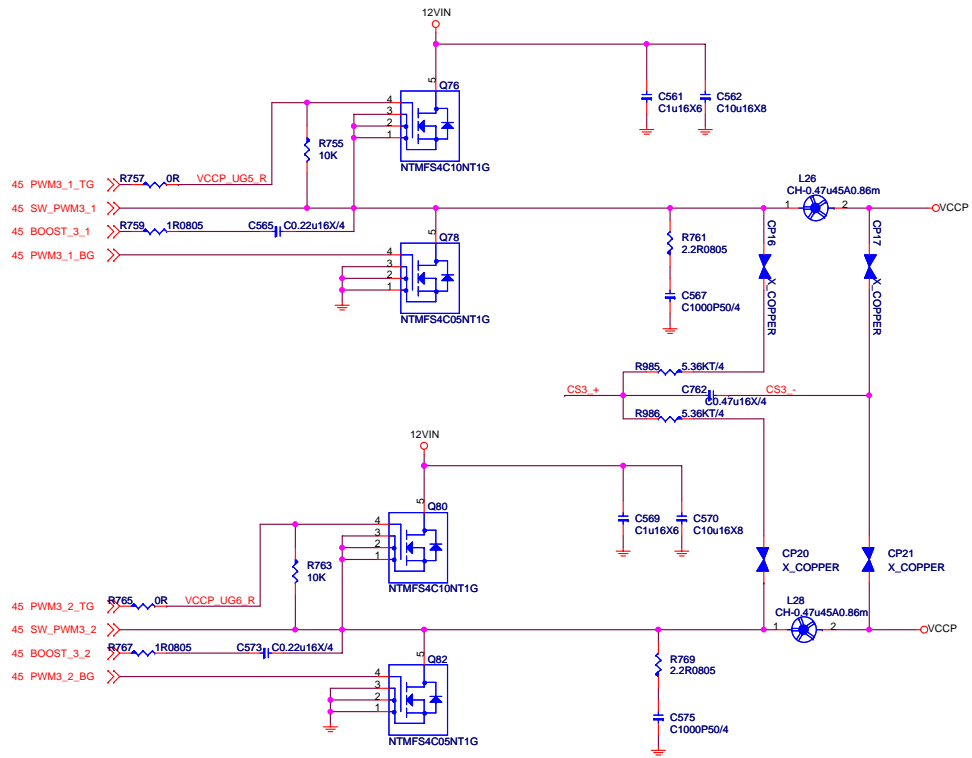 12VIN
5
Q76
4
3
2
1
NTMFS4C10NT1G
C561
C1u16X6
C562
C10u16X8
R755
10K
45 PWM3_1_TG
R757
0R
VCCP_UG5_R
45 SW_PWM3_1
45 BOOST_3_1
R759
1R0805
C565
C0.22u16X/4
45 PWM3_1_BG
5
Q78
4
3
2
1
NTMFS4C05NT1G
R761
2.2R0805
C567
C1000P50/4
L26
CH-0.47u45A0.86m
1
2
VCCP
CP16
X_COPPER
CP17
X_COPPER
R985
5.36KT/4
CS3_+
C762
C0.47u16X/4
CS3_-
R986
5.36KT/4
12VIN
5
Q80
4
3
2
1
NTMFS4C10NT1G
C569
C1u16X6
C570
C10u16X8
CP20
X_COPPER
CP21
X_COPPER
R763
10K
45 PWM3_2_TG
R765
0R
VCCP_UG6_R
45 SW_PWM3_2
45 BOOST_3_2
R767
1R0805
C573
C0.22u16X/4
45 PWM3_2_BG
5
Q82
4
3
2
1
NTMFS4C05NT1G
R769
2.2R0805
C575
C1000P50/4
L28
CH-0.47u45A0.86m
1
2
VCCP